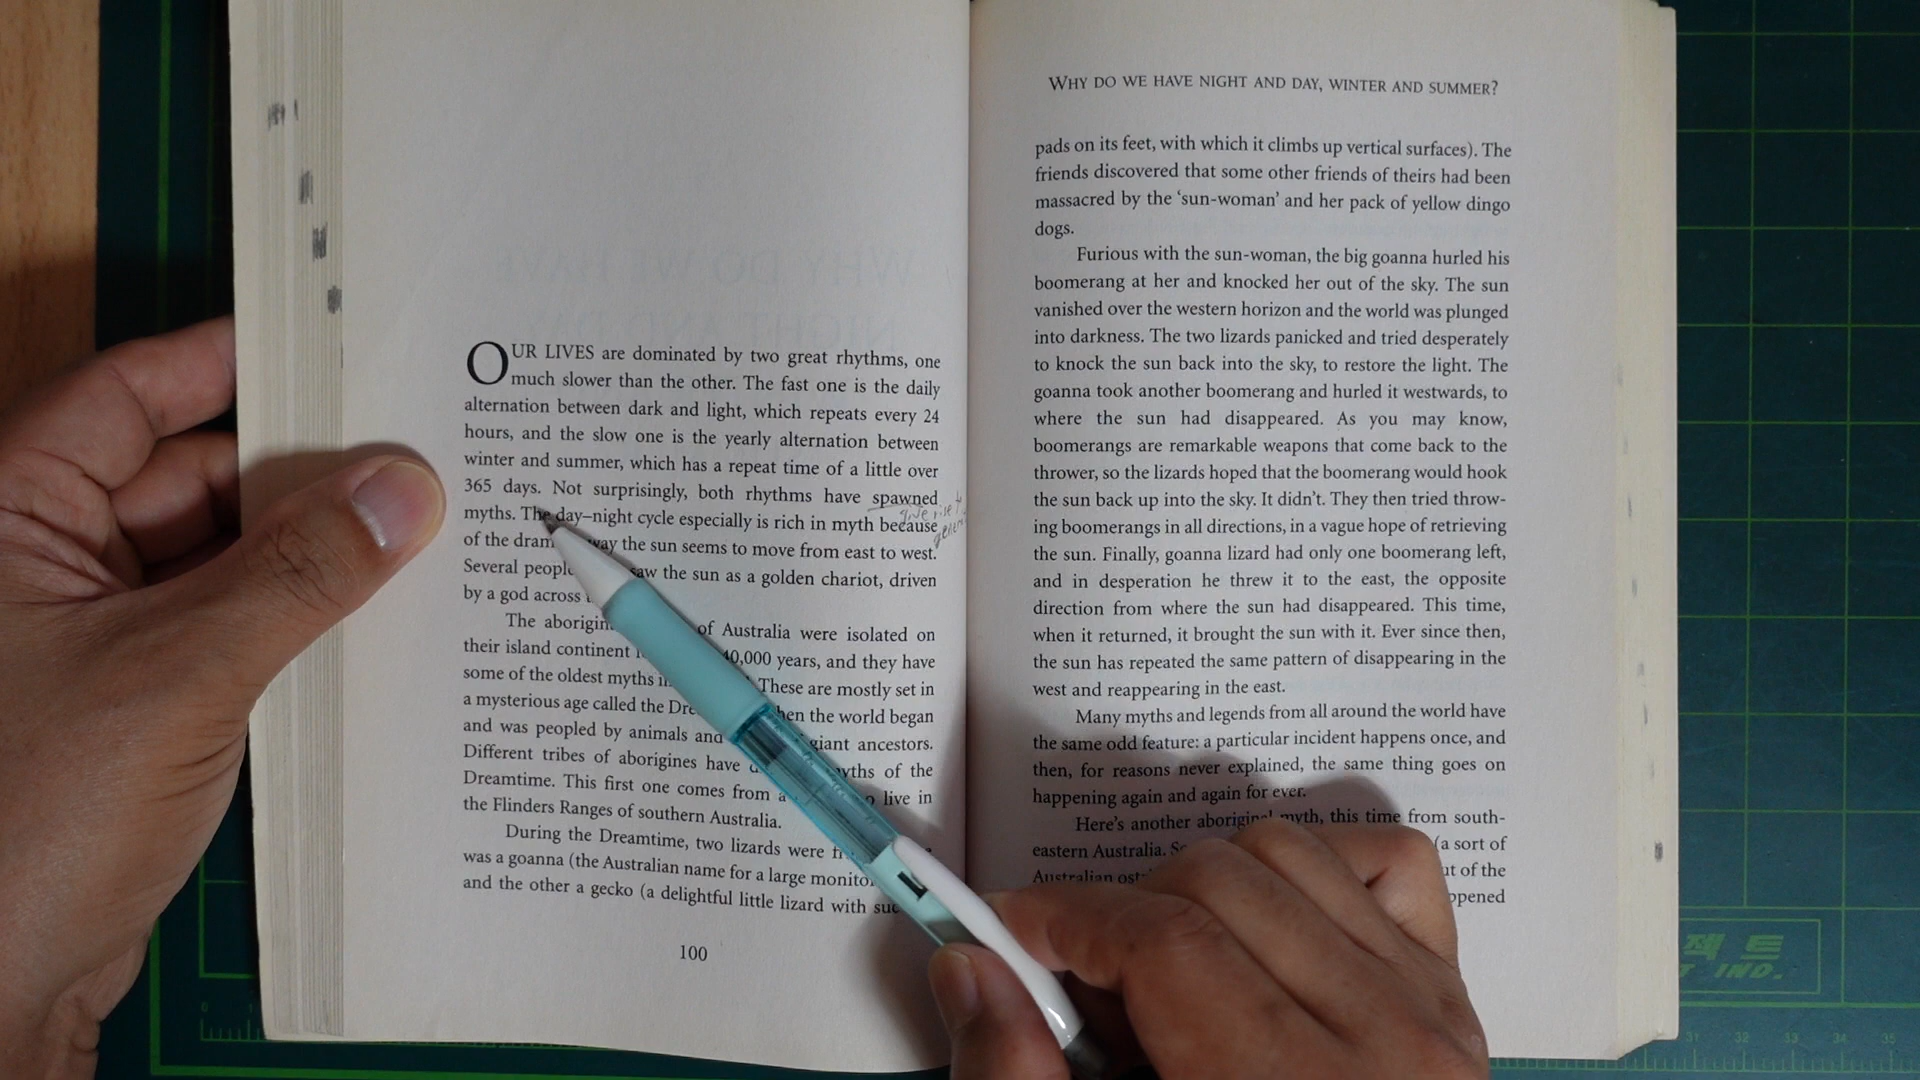 OUR LIVES are dominated by two great rhythms, one
much slower than the other. The fast one is the daily
alternation between dark and light, which repeats every 24
hours, and the slow one is the yearly alternation between
winter and summer, which has a repeat time of a little over
365 days. Not surprisingly, both rhythms have spawned
give rise t
myths. The day–night cycle especially is rich in myth because
of the way the sun seems to move from east to west.
Several people saw the sun as a golden chariot, driven
by a god across
The of Australia were isolated on
their island continent 40,000 years, and they have
some of the oldest myths These are mostly set in
a mysterious age called the when the world began
and was peopled by animals and giant ancestors.
Different tribes of aborigines have myths of the
Dreamtime. This first one comes from a live in
the Flinders Ranges of southern Australia.
During the Dreamtime, two lizards were
was a goanna (the Australian name for a large
and the other a gecko (a delightful little lizard with
100
WHY DO WE HAVE NIGHT AND DAY, WINTER AND SUMMER?
pads on its feet, with which it climbs up vertical surfaces). The
friends discovered that some other friends of theirs had been
massacred by the ‘sun-woman’ and her pack of yellow dingo
dogs.
Furious with the sun-woman, the big goanna hurled his
boomerang at her and knocked her out of the sky. The sun
vanished over the western horizon and the world was plunged
into darkness. The two lizards panicked and tried desperately
to knock the sun back into the sky, to restore the light. The
goanna took another boomerang and hurled it westwards, to
where the sun had disappeared. As you may know,
boomerangs are remarkable weapons that come back to the
thrower, so the lizards hoped that the boomerang would hook
the sun back up into the sky. It didn’t. They then tried throw-
ing boomerangs in all directions, in a vague hope of retrieving
the sun. Finally, goanna lizard had only one boomerang left,
and in desperation he threw it to the east, the opposite
direction from where the sun had disappeared. This time,
when it returned, it brought the sun with it. Ever since then,
the sun has repeated the same pattern of disappearing in the
west and reappearing in the east.
Many myths and legends from all around the world have
the same odd feature: a particular incident happens once, and
then, for reasons never explained, the same thing goes on
happening again and again for ever.
Here’s another aboriginal myth, this time from south-
eastern Australia. (a sort of
Australian of the
IND.
31 32 33 34 35